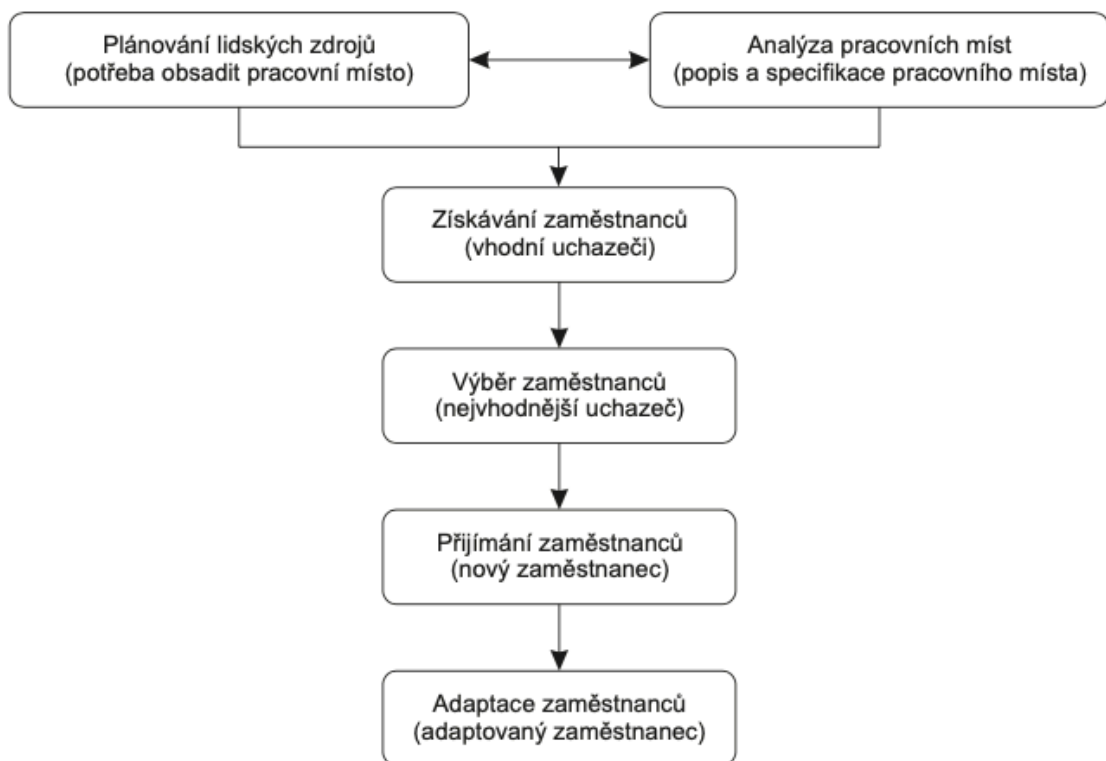 Plánování lidských zdrojů
(potřeba obsadit pracovní místo)
Analýza pracovních míst
(popis a specifikace pracovního místa)
Získávání zaměstnanců
(vhodní uchazeči)
Výběr zaměstnanců
(nejvhodnější uchazeč)
Přijímání zaměstnanců
(nový zaměstnanec)
Adaptace zaměstnanců
(adaptovaný zaměstnanec)